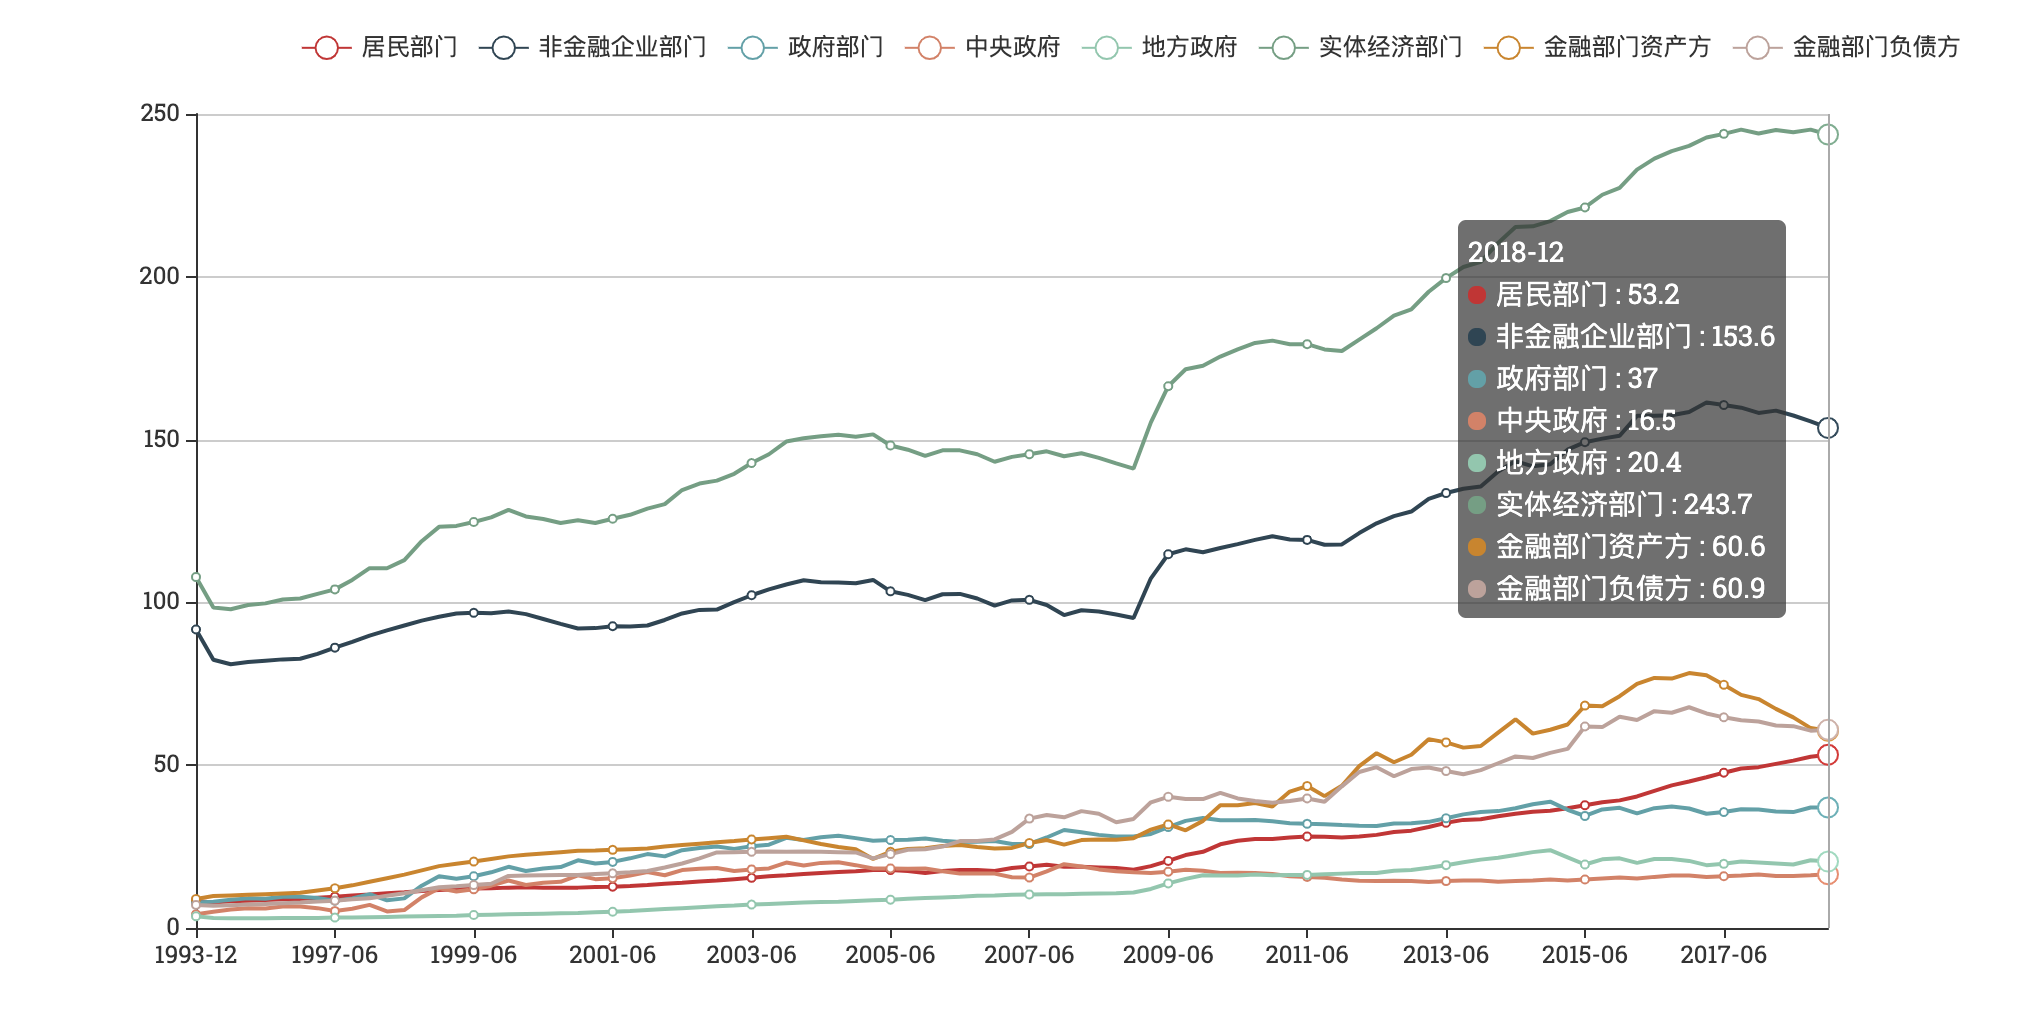 居民部门 非金融企业部门 政府部门 中央政府 地方政府 实体经济部门 金融部门资产方 金融部门负债方
250
200
150
100
50
0
2018-12
居民部门 : 53.2
非金融企业部门 : 153.6
政府部门 : 37
中央政府 : 16.5
地方政府 : 20.4
实体经济部门 : 243.7
金融部门资产方 : 60.6
金融部门负债方 : 60.9
1993-12 1997-06 1999-06 2001-06 2003-06 2005-06 2007-06 2009-06 2011-06 2013-06 2015-06 2017-06